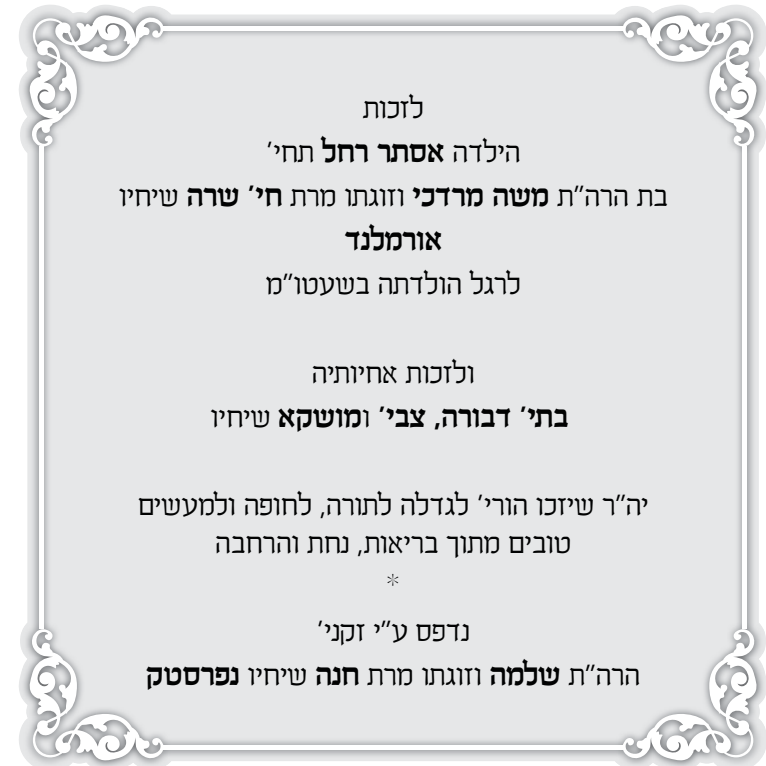 לזכות
הילדה אסתר רחל תחי'
בת הרה"ת משה מרדכי וזוגתו מרת חי' שרה שיחיו
אורמלנד
לרגל הולדתה בשעטו"מ
ולזכות אחיותיה
בתי' דבורה, צבי' ומושקא שיחיו
יה"ר שיזכו הורי' לגדלה לתורה, לחופה ולמעשים
טובים מתוך בריאות, נחת והרחבה
*
נדפס ע"י זקני'
הרה"ת שלמה וזוגתו מרת חנה שיחיו נפרסטק